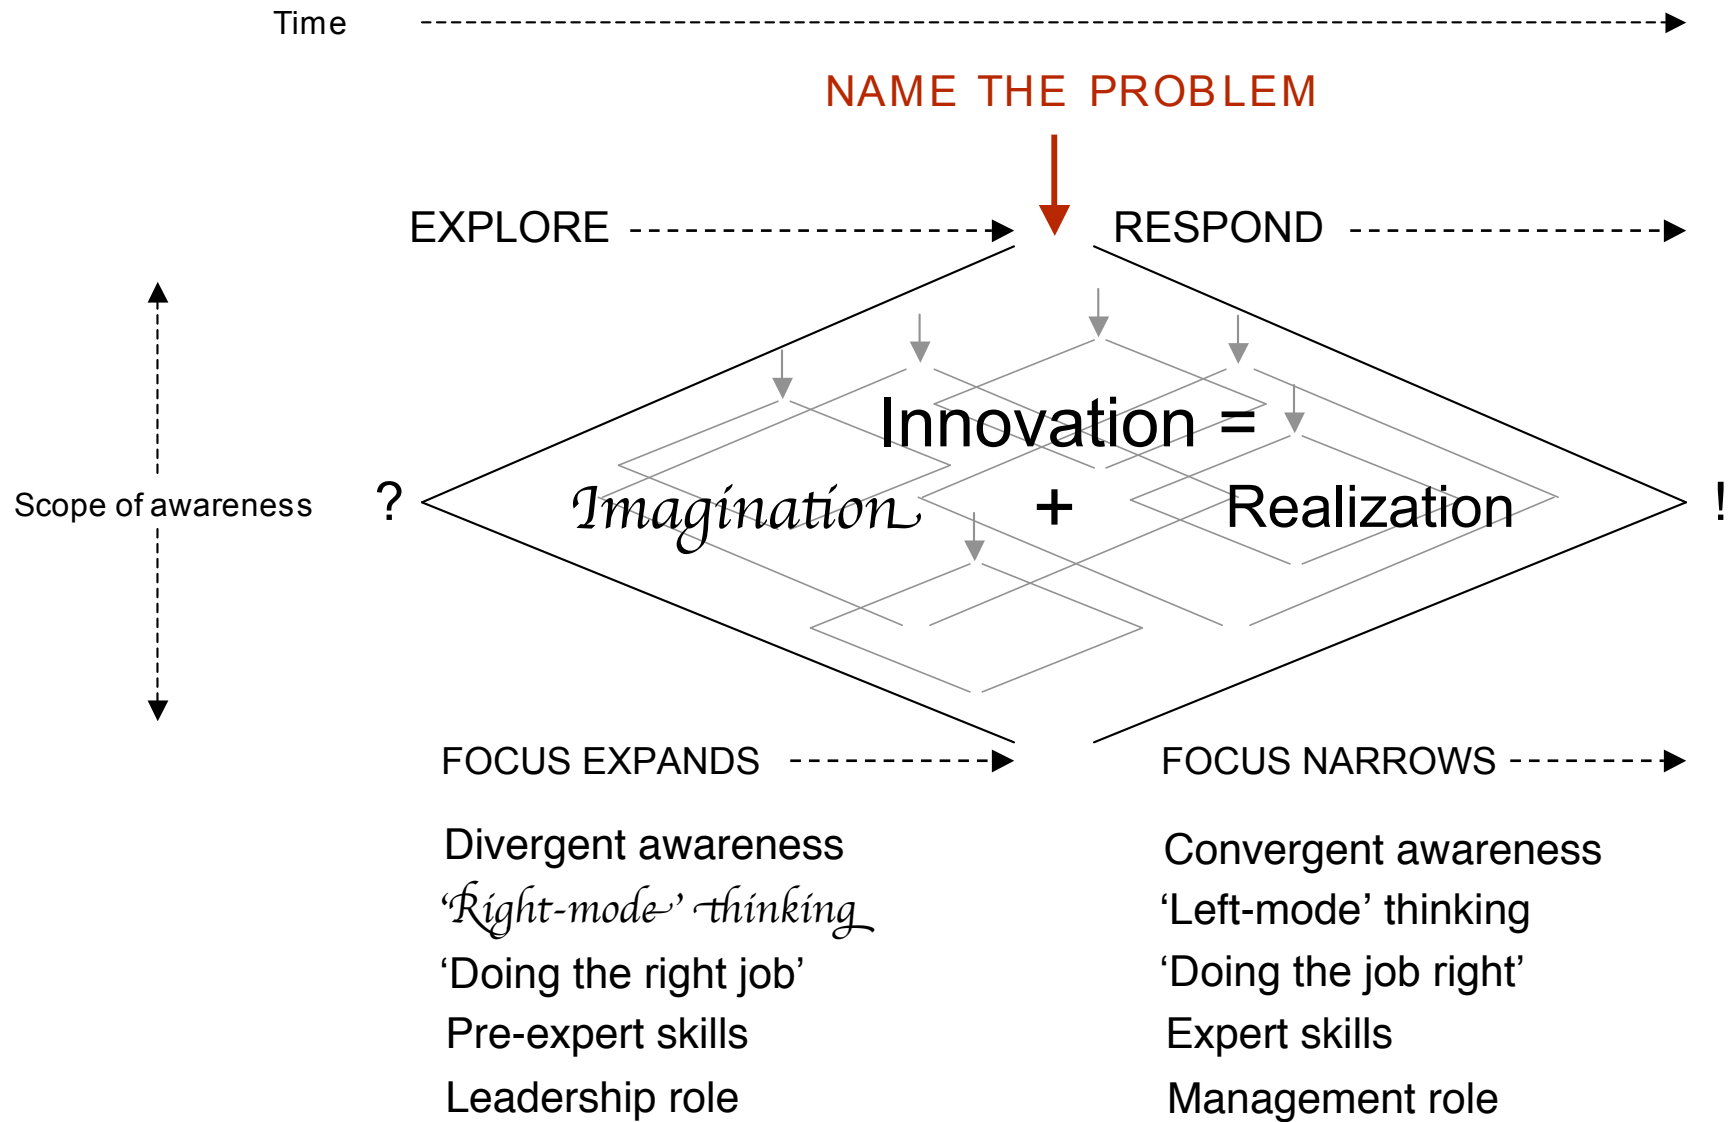 Time
NAME THE PROBLEM
EXPLORE
RESPOND
Innovation =
Scope of awareness
?
Imagination
+
Realization
!
FOCUS EXPANDS
FOCUS NARROWS
Divergent awareness
‘Right-mode’ thinking
‘Doing the right job’
Pre-expert skills
Leadership role
Convergent awareness
‘Left-mode’ thinking
‘Doing the job right’
Expert skills
Management role